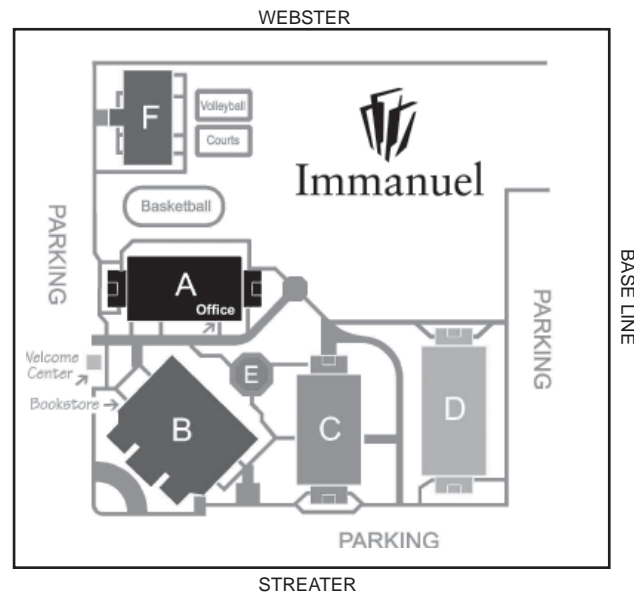 WEBSTER
F
Volleyball
Courts
Immanuel
Basketball
PARKING
A
Office
BASE LINE
PARKING
Welcome
Center
Bookstore
E
B
C
D
PARKING
STREATER